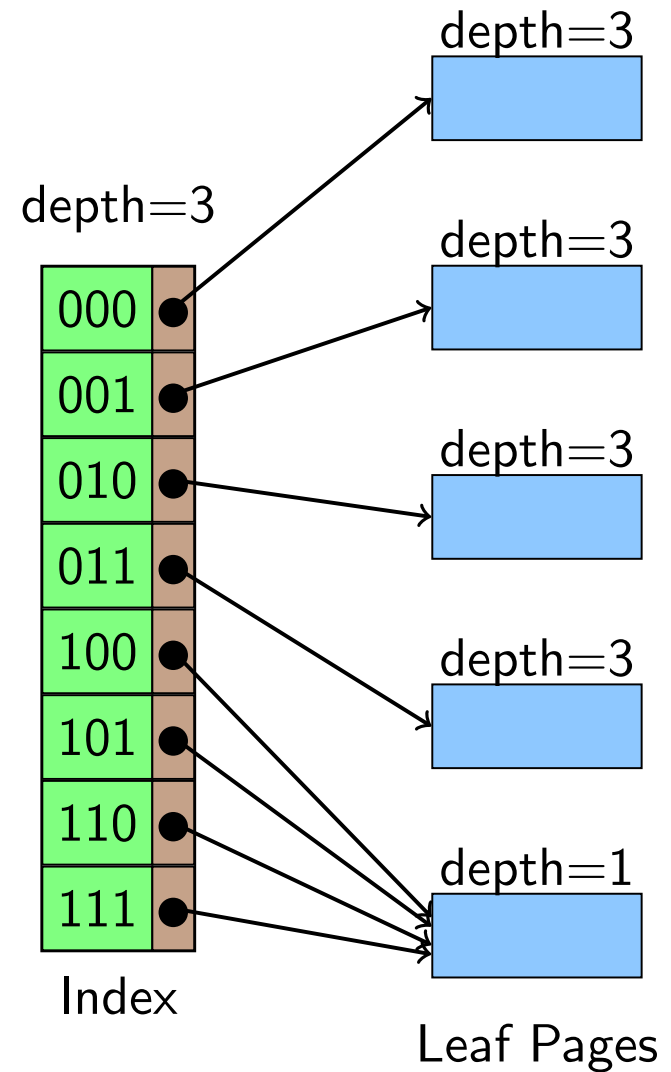 depth=3
000
001
010
011
100
101
110
111
Index
depth=3
depth=3
depth=3
depth=3
depth=1
Leaf Pages